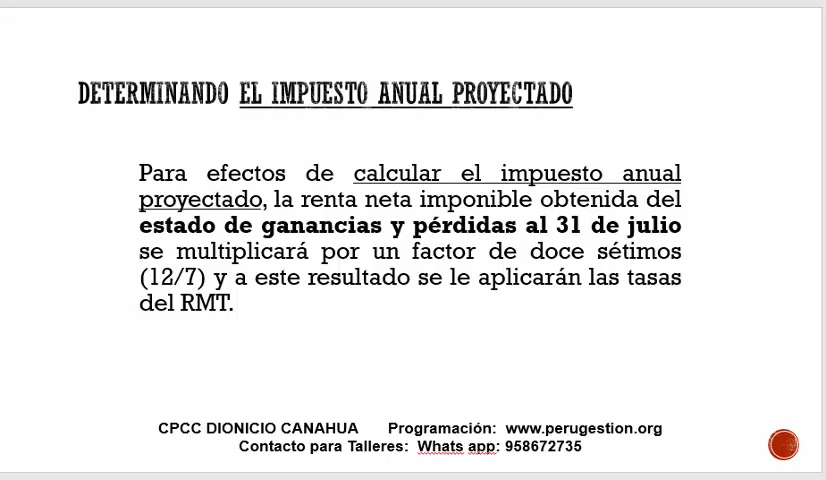 DETERMINANDO EL IMPUESTO ANUAL PROYECTADO
Para efectos de calcular el impuesto anual
proyectado, la renta neta imponible obtenida del
estado de ganancias y pérdidas al 31 de julio
se multiplicará por un factor de doce sétimos
(12/7) y a este resultado se le aplicarán las tasas
del RMT.
CPCC DIONICIO CANAHUA Programación: www.perugestion.org
Contacto para Talleres: Whats app: 958672735